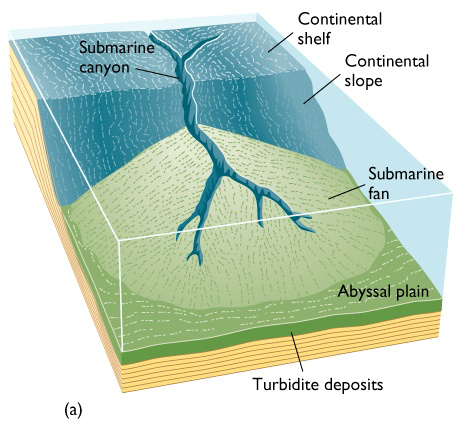 Continental
shelf
Submarine
canyon
Continental
slope
Submarine
fan
Abyssal plain
Turbidite deposits
(a)